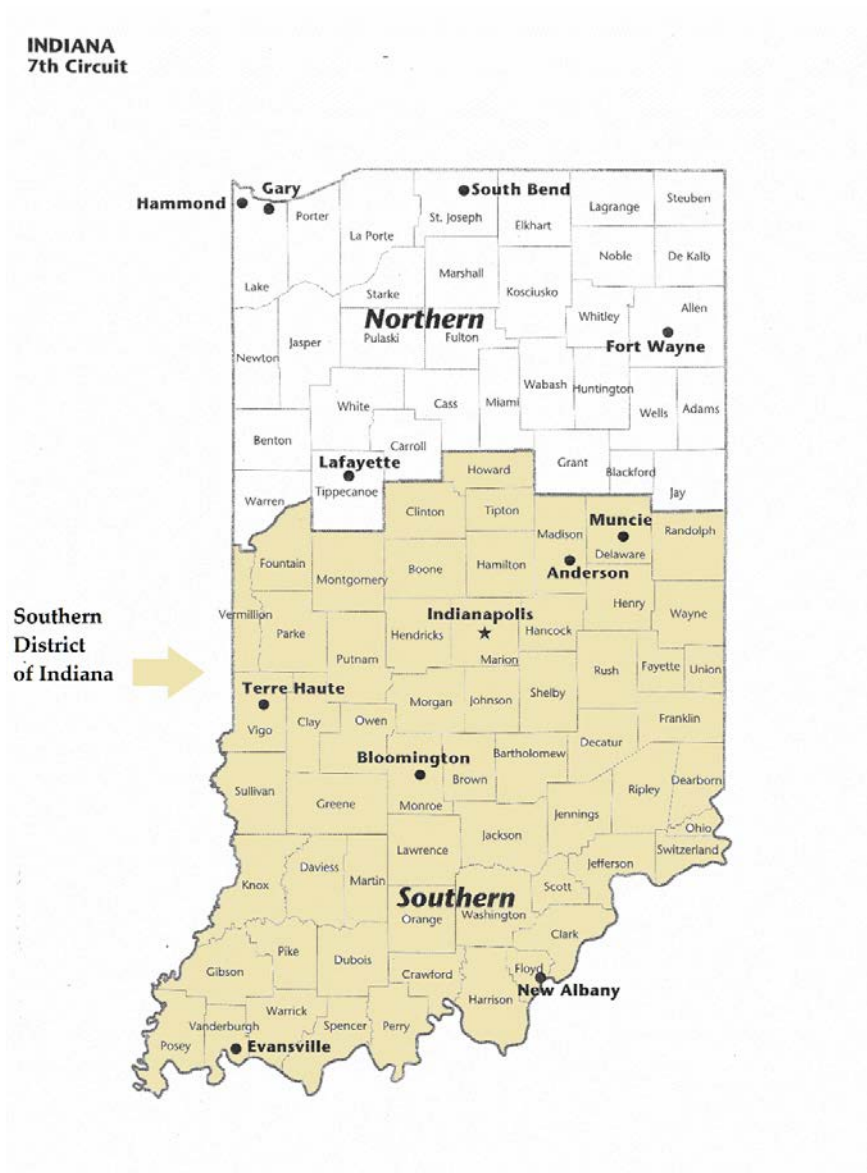 INDIANA
7th Circuit
Hammond
Gary
South Bend
Porter
La Porte
St. Joseph
Elkhart
Lagrange
Steuben
Noble
De Kalb
Lake
Starke
Marshall
Kosciusko
Whitley
Allen
Northern
Newton
Jasper
Pulaski
Fulton
Fort Wayne
Wabash
Huntington
White
Cass
Miami
Wells
Adams
Benton
Carroll
Lafayette
Howard
Grant
Blackford
Warren
Tippecanoe
Jay
Clinton
Tipton
Madison
Muncie
Randolph
Delaware
Fountain
Montgomery
Boone
Hamilton
Anderson
Henry
Vermillion
Parke
Hendricks
Indianapolis
Hancock
Wayne
Southern
District
of Indiana
Putnam
Marion
Rush
Fayette
Union
Terre Haute
Morgan
Johnson
Shelby
Vigo
Clay
Owen
Franklin
Bloomington
Bartholomew
Decatur
Sullivan
Brown
Ripley
Dearborn
Greene
Monroe
Jennings
Jackson
Ohio
Lawrence
Jefferson
Switzerland
Knox
Daviess
Martin
Scott
Southern
Orange
Washington
Clark
Pike
Dubois
Gibson
Crawford
Floyd
New Albany
Harrison
Warrick
Vanderburgh
Spencer
Perry
Posey
Evansville